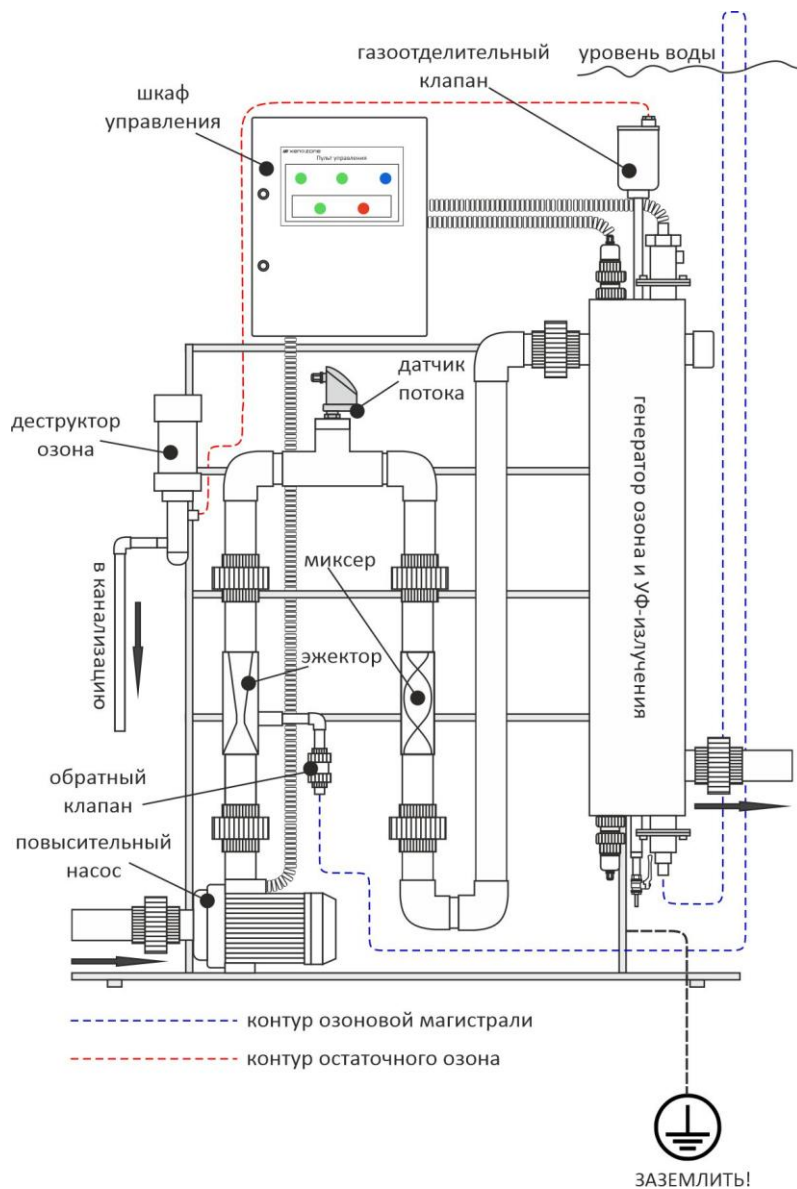 газоотделительный
клапан
уровень воды
шкаф
управления
xenozone
Пульт управления
датчик
потока
деструктор
озона
генератор озона и УФ-излучения
миксер
в канализацию
эжектор
обратный
клапан
повысительный
насос
контур озоновой магистрали
контур остаточного озона
ЗАЗЕМЛИТЬ!